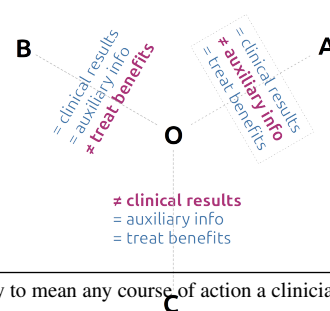 B
= clinical results
= auxiliary info
≠ treat benefits
A
= clinical results
≠ auxiliary info
= treat benefits
O
≠ clinical results
= auxiliary info
= treat benefits
C
y to mean any course of action a clinicia